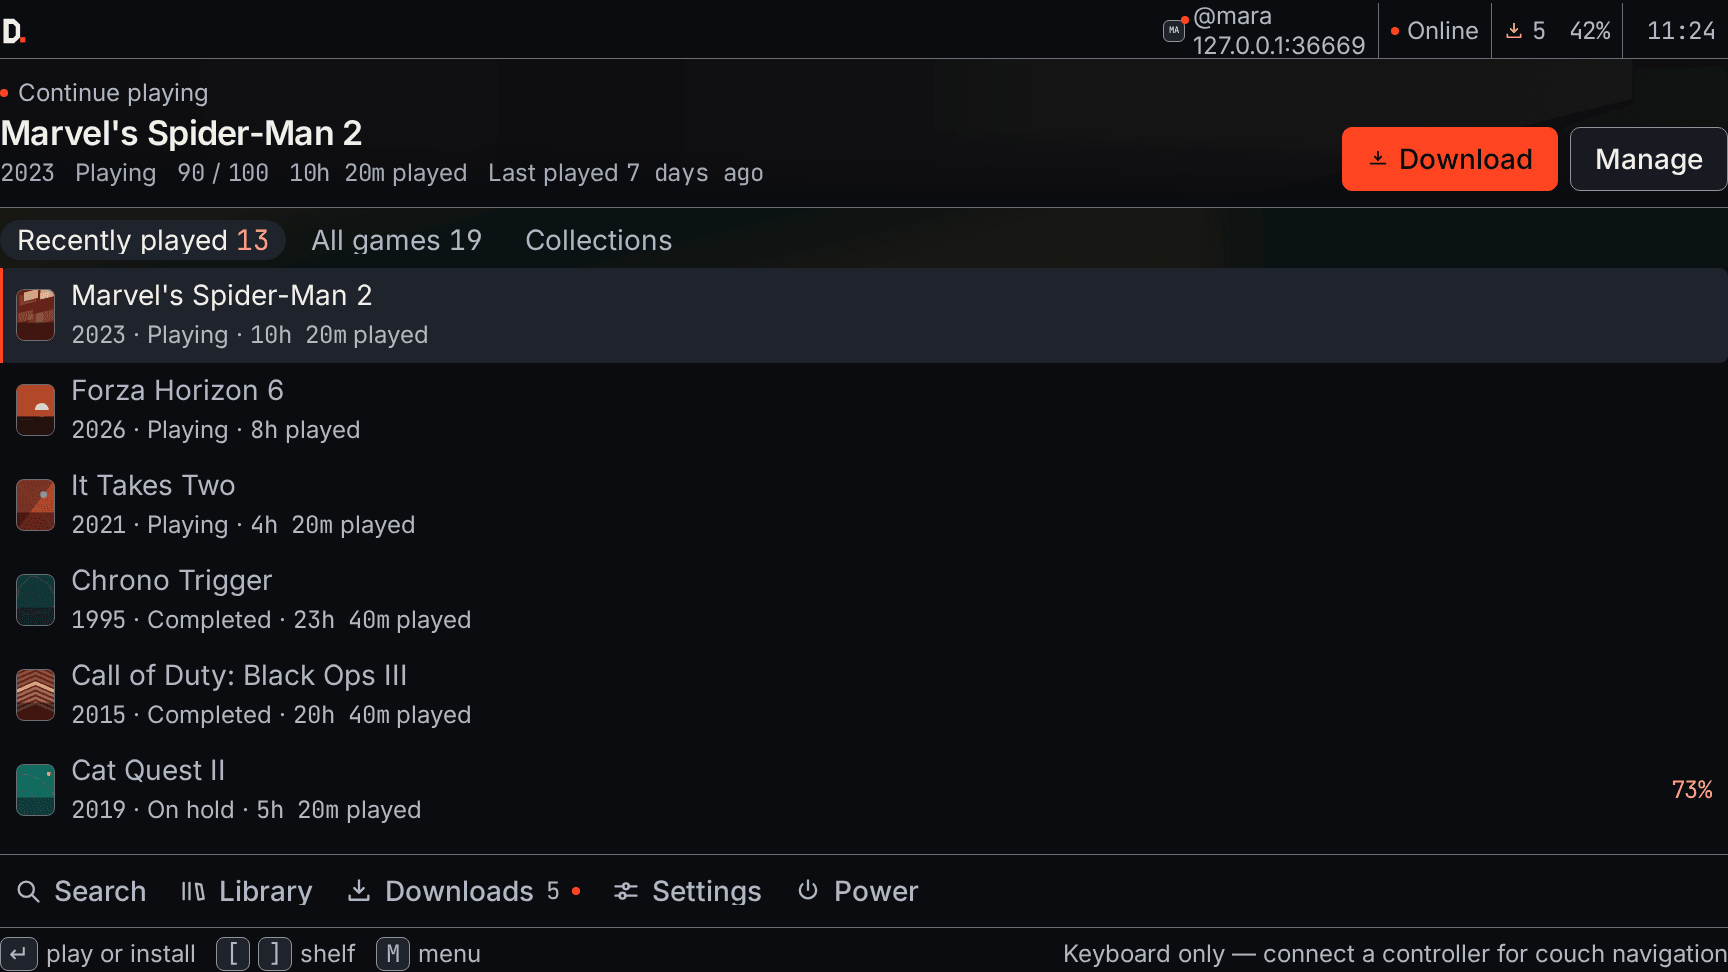 D.
MA @mara
127.0.0.1:36669
Online
5 42%
11:24
Continue playing
Marvel's Spider-Man 2
2023 Playing 90 / 100 10h 20m played Last played 7 days ago
Download
Manage
Recently played 13 All games 19 Collections
Marvel's Spider-Man 2
2023 · Playing · 10h 20m played
Forza Horizon 6
2026 · Playing · 8h played
It Takes Two
2021 · Playing · 4h 20m played
Chrono Trigger
1995 · Completed · 23h 40m played
Call of Duty: Black Ops III
2015 · Completed · 20h 40m played
Cat Quest II
2019 · On hold · 5h 20m played
73%
Search Library Downloads 5 Settings Power
↵ play or install [ ] shelf M menu
Keyboard only — connect a controller for couch navigation